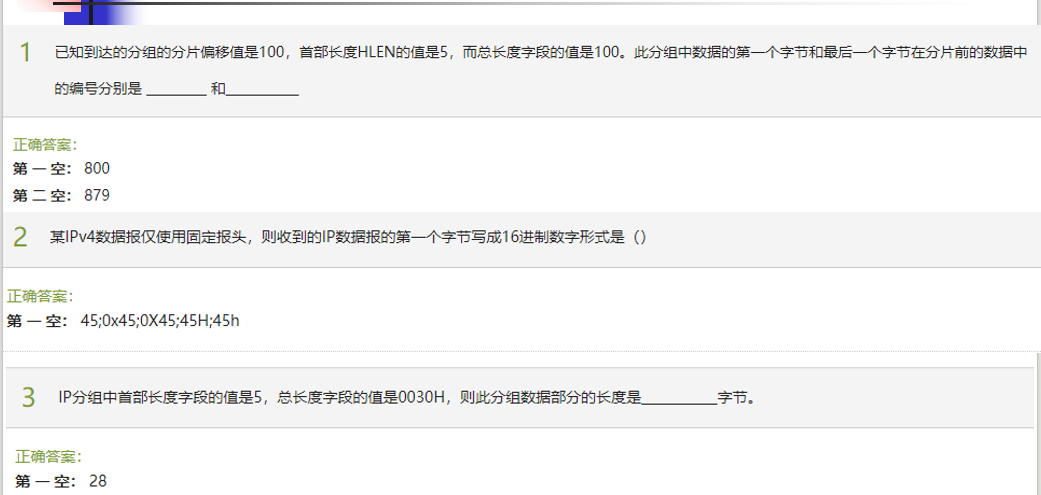 1 已知到达的分组的分片偏移值是100，首部长度HLEN的值是5，而总长度字段的值是100。此分组中数据的第一个字节和最后一个字节在分片前的数据中
的编号分别是 ________ 和__________
正确答案：
第一空： 800
第二空： 879
2 某IPv4数据报仅使用固定报头，则收到的IP数据报的第一个字节写成16进制数字形式是（）
正确答案：
第一空： 45;0x45;0X45;45H;45h
3 IP分组中首部长度字段的值是5，总长度字段的值是0030H，则此分组数据部分的长度是__________字节。
正确答案：
第一空： 28